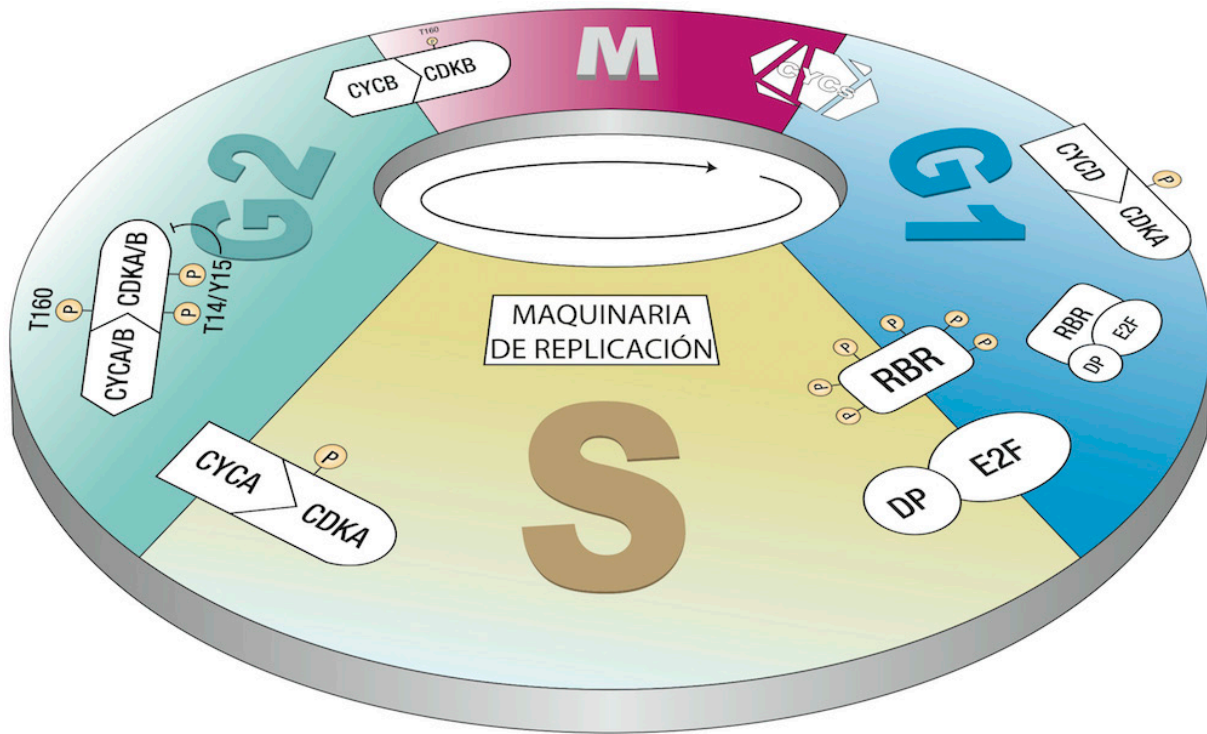 T160
P
CYCB
CDKB
M
CYCs
G2
G1
CYCD
P
CDKA
T160
P
CDKA/B
P
P
T14/Y15
CYCA/B
MAQUINARIA
DE REPLICACIÓN
RBR
E2F
DP
P
P
P
P
P
P
RBR
CYCA
P
CDKA
S
E2F
DP